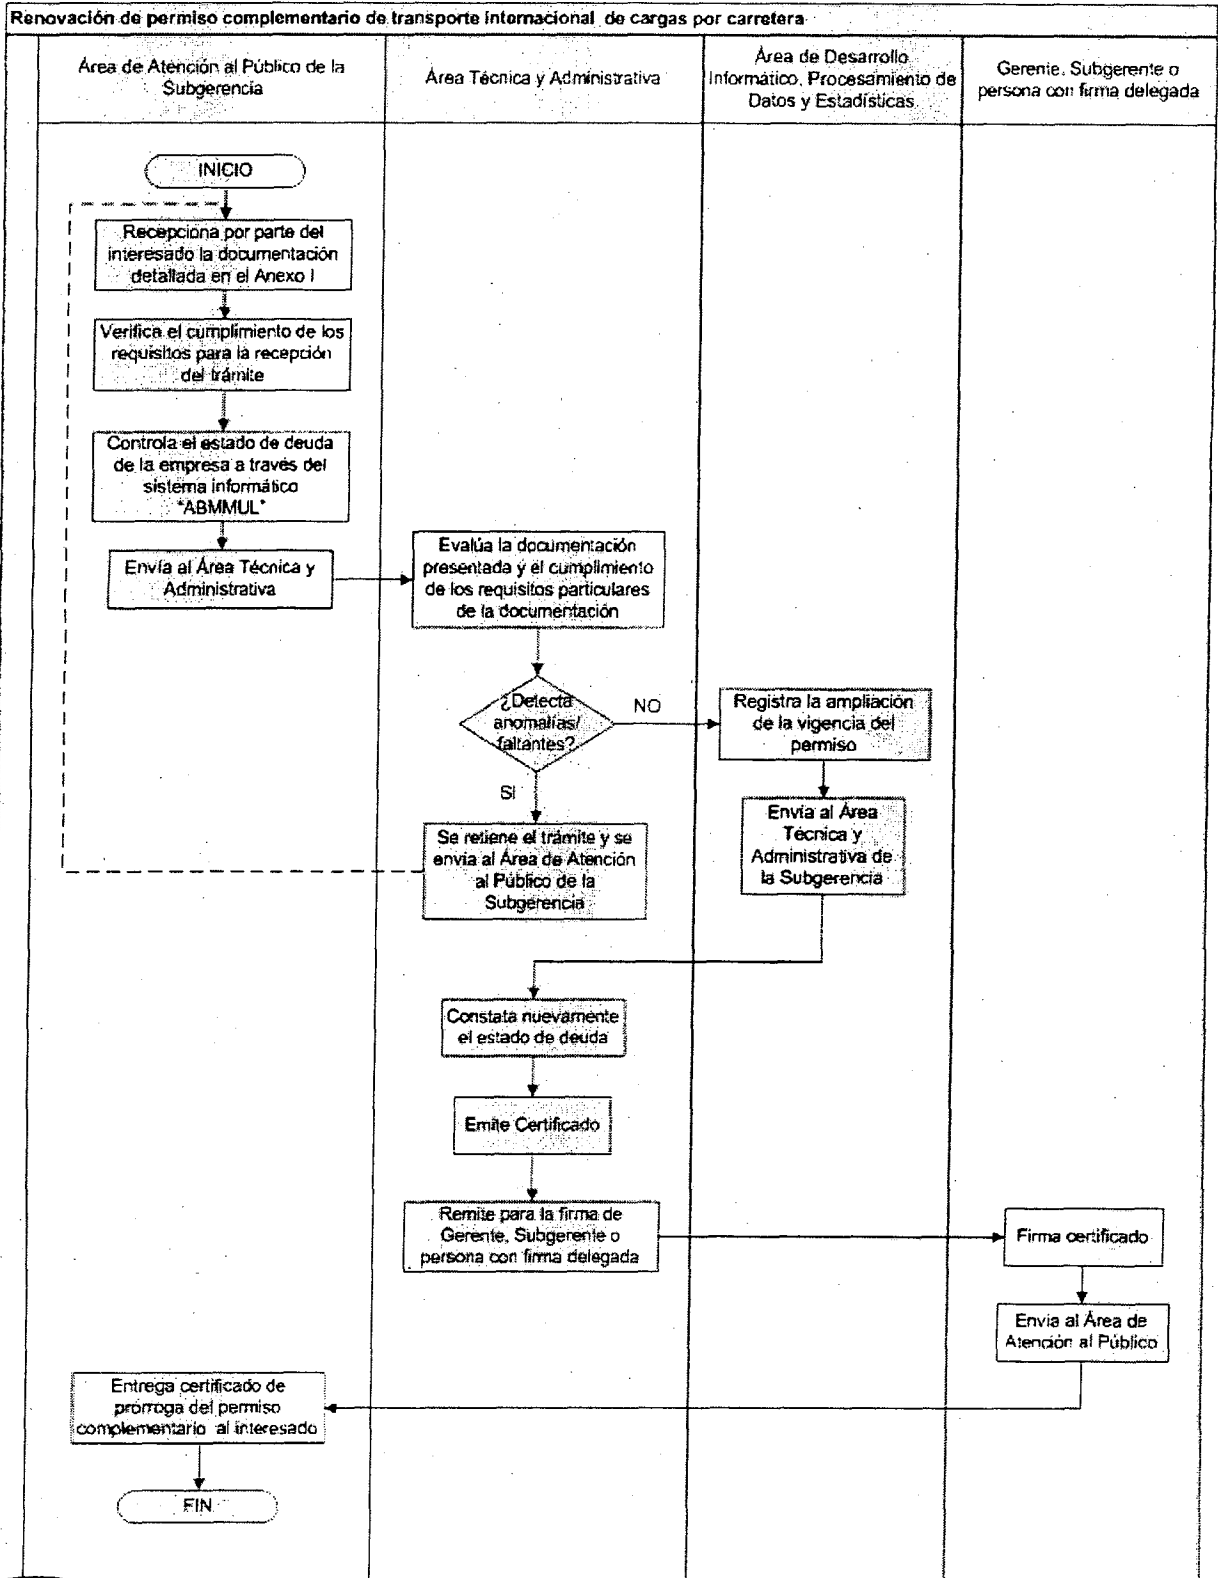 Renovación de permiso complementario de transporte internacional de cargas por carretera
Área de Atención al Público de la
Subgerencia
Área Técnica y Administrativa
Área de Desarrollo
Informático, Procesamiento de
Datos y Estadísticas
Gerente, Subgerente o
persona con firma delegada
INICIO
Recepciona por parte del
interesado la documentación
detallada en el Anexo I
Verifica el cumplimiento de los
requisitos para la recepción
del trámite
Controla el estado de deuda
de la empresa a través del
sistema informático
"ABMMUL"
Envía al Área Técnica y
Administrativa
Evalúa la documentación
presentada y el cumplimiento
de los requisitos particulares
de la documentación
¿Detecta
anomalías/
faltantes?
NO
SI
Registra la ampliación
de la vigencia del
permiso
Envía al Área
Técnica y
Administrativa de
la Subgerencia
Se retiene el trámite y se
envía al Área de Atención
al Público de la
Subgerencia
Constata nuevamente
el estado de deuda
Emite Certificado
Remite para la firma de
Gerente, Subgerente o
persona con firma delegada
Firma certificado
Envía al Área de
Atención al Público
Entrega certificado de
prórroga del permiso
complementario al interesado
FIN